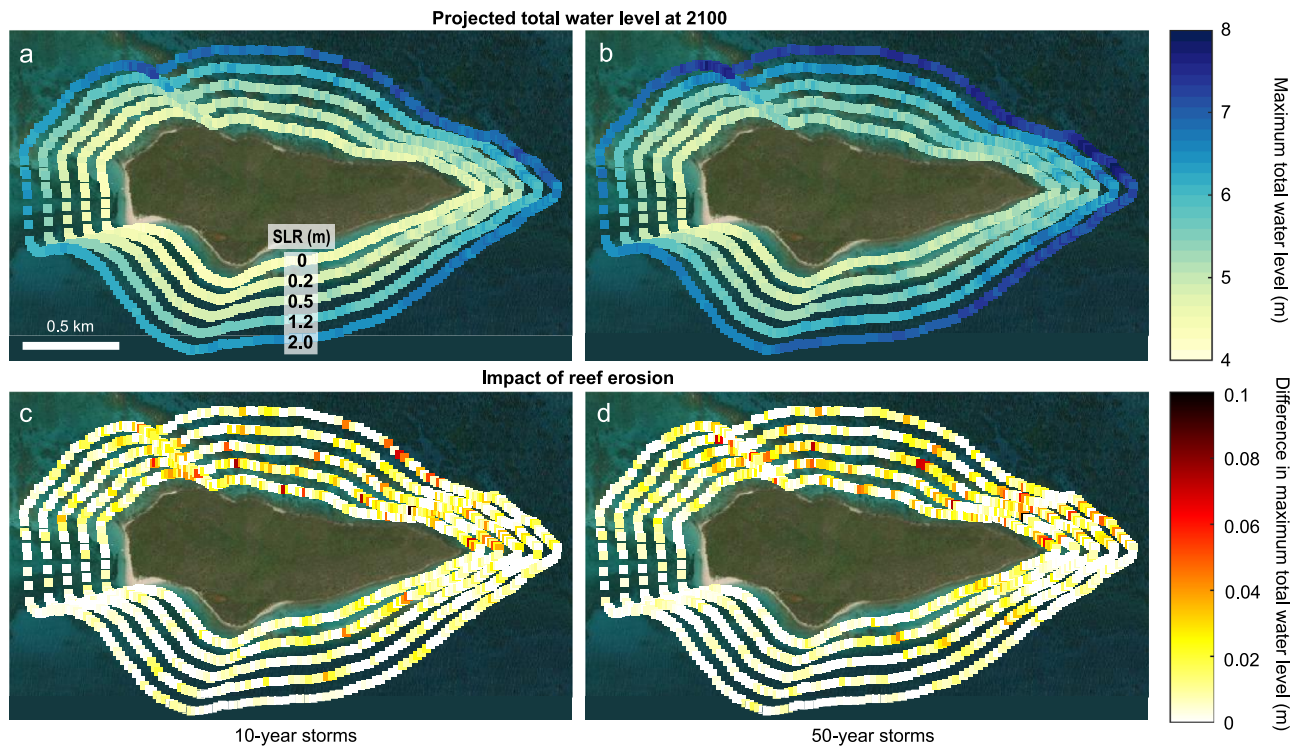 Projected total water level at 2100
a
b
SLR (m)
0
0.2
0.5
1.2
2.0
0.5 km
8
7
6
5
4
Maximum total water level (m)
Impact of reef erosion
c
d
0.1
0.08
0.06
0.04
0.02
0
Difference in maximum total water level (m)
10-year storms
50-year storms